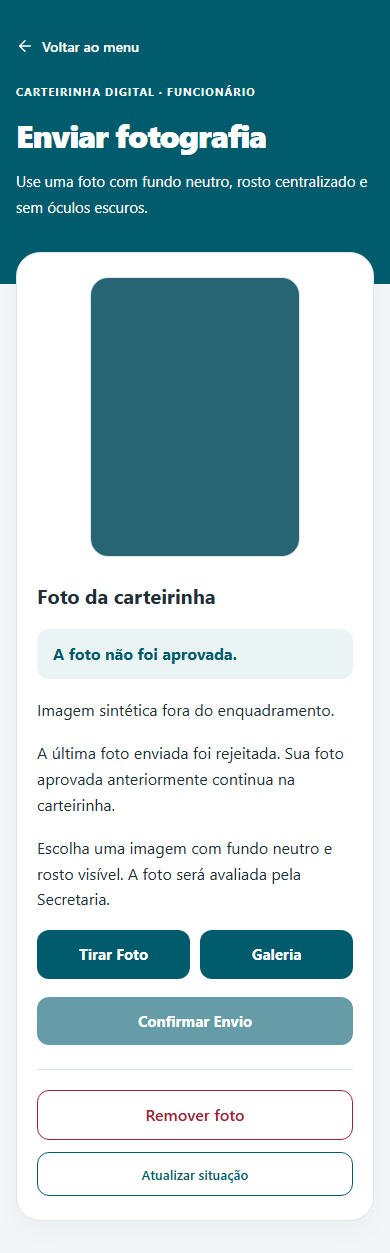 Voltar ao menu
CARTEIRINHA DIGITAL · FUNCIONÁRIO
Enviar fotografia
Use uma foto com fundo neutro, rosto centralizado e
sem óculos escuros.
Foto da carteirinha
A foto não foi aprovada.
Imagem sintética fora do enquadramento.
A última foto enviada foi rejeitada. Sua foto
aprovada anteriormente continua na
carteirinha.
Escolha uma imagem com fundo neutro e
rosto visível. A foto será avaliada pela
Secretaria.
Tirar Foto
Galeria
Confirmar Envio
Remover foto
Atualizar situação